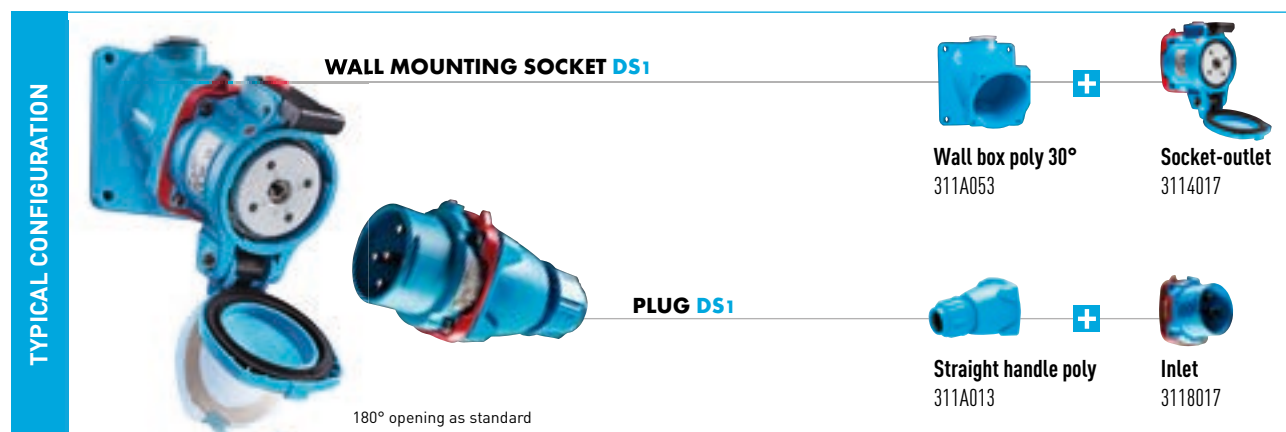 TYPICAL CONFIGURATION
WALL MOUNTING SOCKET DS1
Wall box poly 30°
311A053
Socket-outlet
3114017
PLUG DS1
Straight handle poly
311A013
Inlet
3118017
180° opening as standard